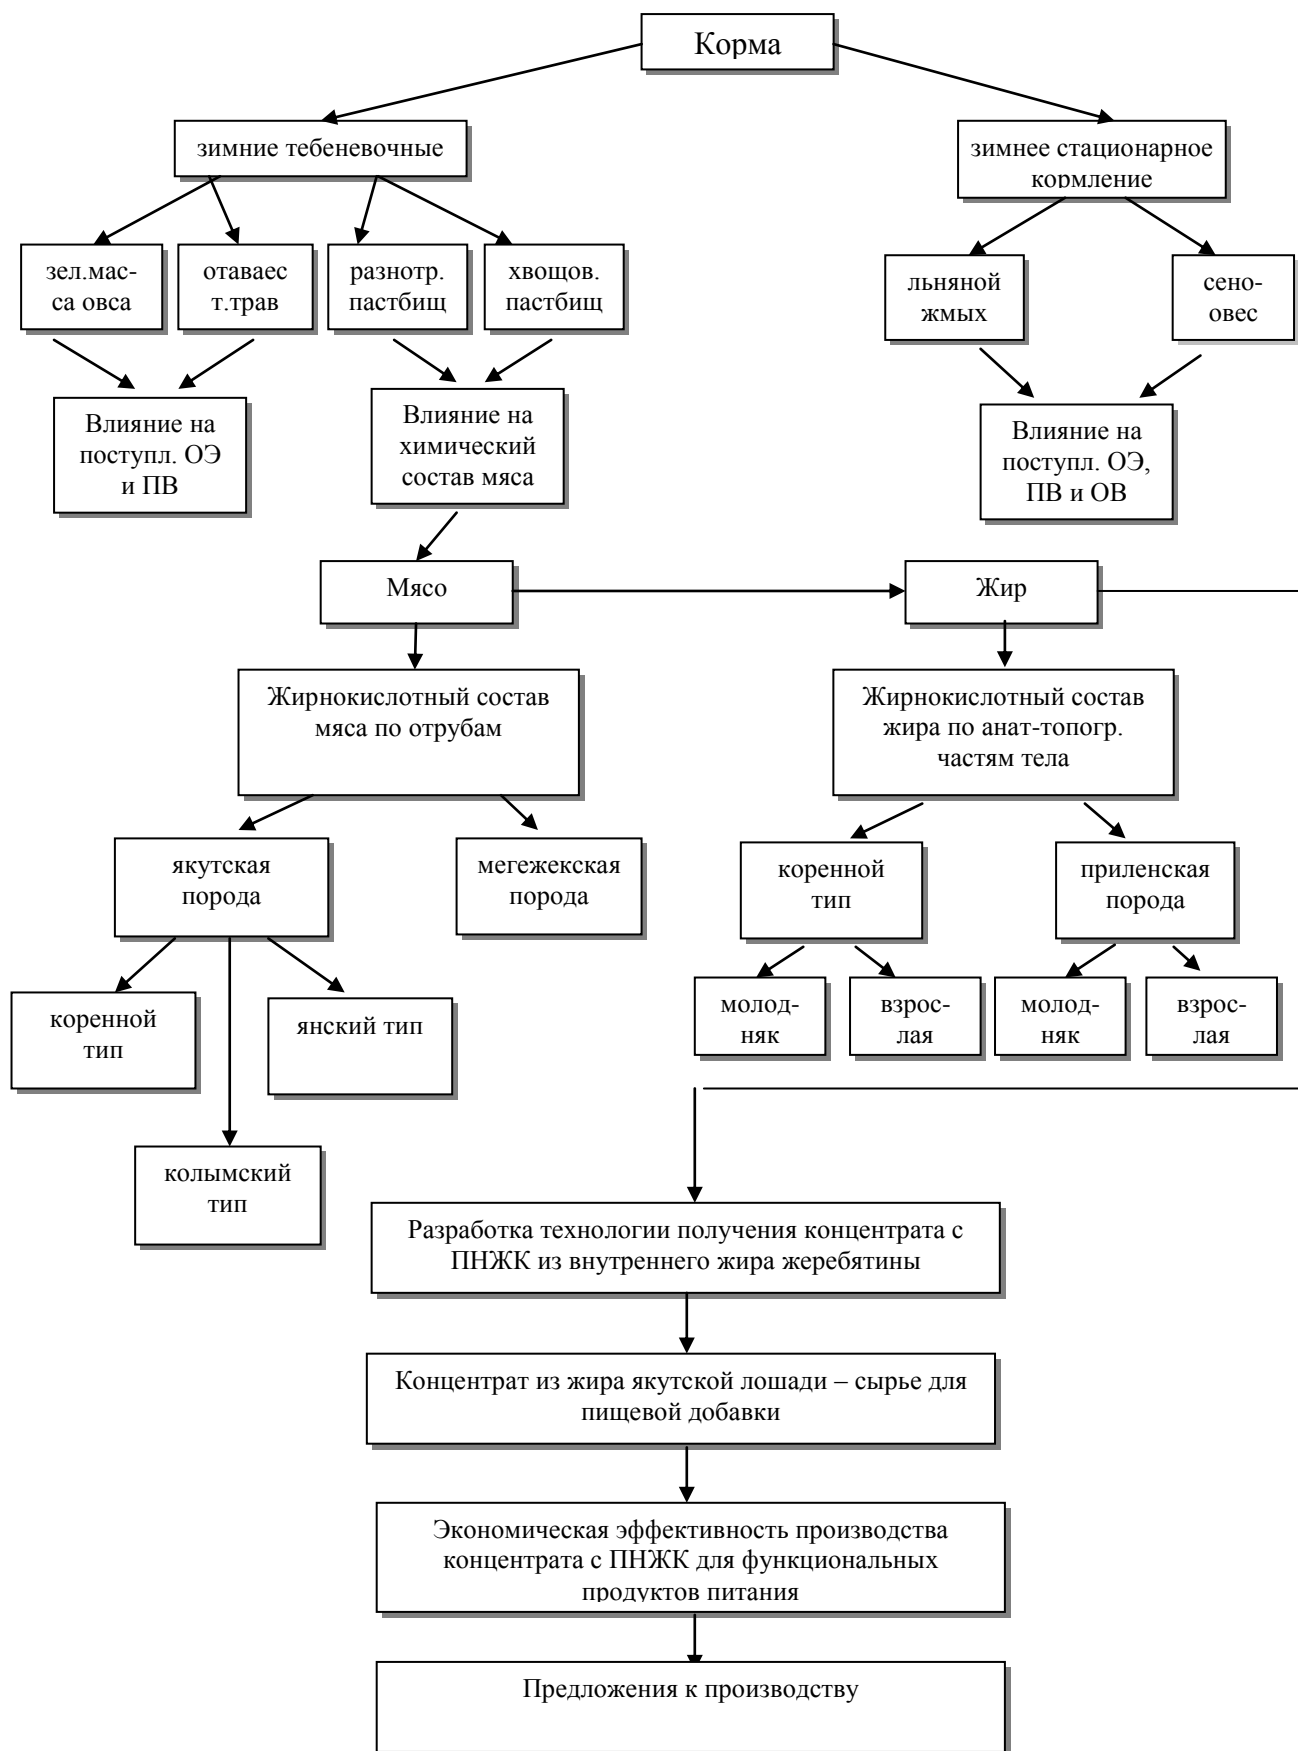 Корма
зимние тебеневочные
зимнее стационарное
кормление
зел.мас-
са овса
отаваес
т.трав
разнотр.
пастбищ
хвощов.
пастбищ
льняной
жмых
сено-
овес
Влияние на
поступл. ОЭ
и ПВ
Влияние на
химический
состав мяса
Влияние на
поступл. ОЭ,
ПВ и ОВ
Мясо
Жир
Жирнокислотный состав
мяса по отрубам
Жирнокислотный состав
жира по анат-топогр.
частям тела
якутская
порода
мегежекская
порода
коренной
тип
приленская
порода
коренной
тип
янский тип
молод-
няк
взрос-
лая
молод-
няк
взрос-
лая
колымский
тип
Разработка технологии получения концентрата с
ПНЖК из внутреннего жира жеребятины
Концентрат из жира якутской лошади – сырье для
пищевой добавки
Экономическая эффективность производства
концентрата с ПНЖК для функциональных
продуктов питания
Предложения к производству